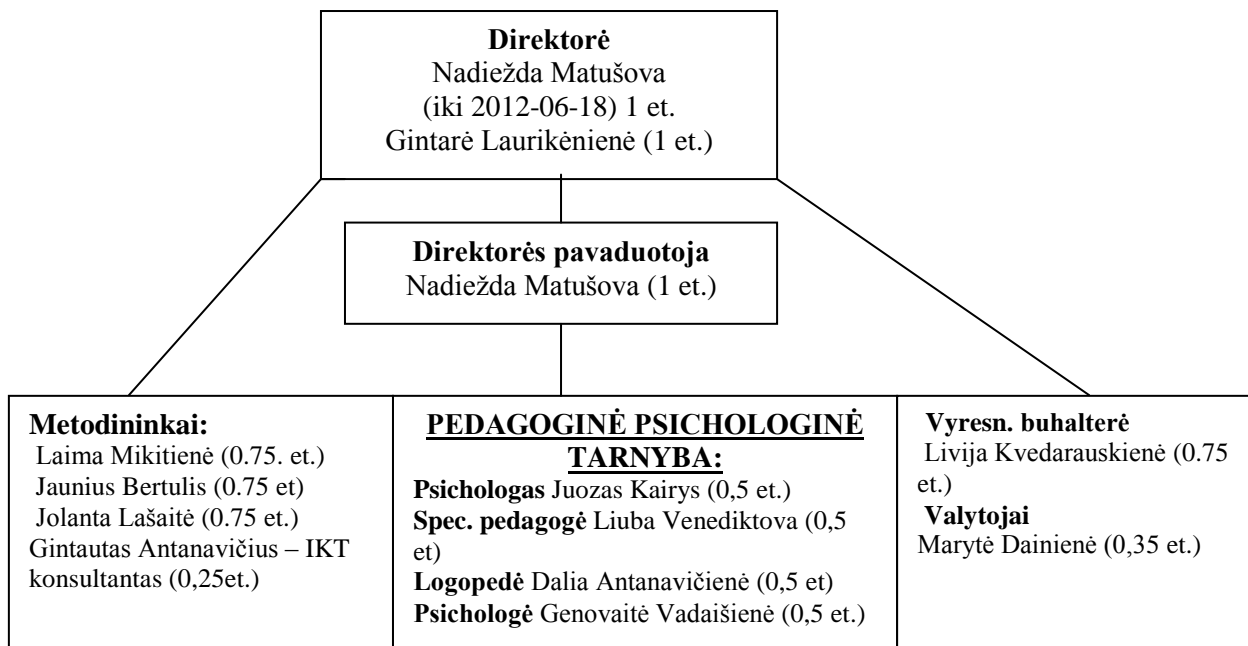 Direktorė
Nadiežda Matušova
(iki 2012-06-18) 1 et.
Gintarė Laurikėnienė (1 et.)
Direktorės pavaduotoja
Nadiežda Matušova (1 et.)
Metodininkai:
Laima Mikitienė (0.75. et.)
Jaunius Bertulis (0.75 et)
Jolanta Lašaitė (0.75 et.)
Gintautas Antanavičius – IKT
konsultantas (0,25et.)
PEDAGOGINĖ PSICHOLOGINĖ
TARNYBA:
Psichologas Juozas Kairys (0,5 et.)
Spec. pedagogė Liuba Venediktova (0,5
et)
Logopedė Dalia Antanavičienė (0,5 et)
Psichologė Genovaitė Vadaišienė (0,5 et.)
Vyresn. buhalterė
Livija Kvedarauskienė (0.75
et.)
Valytojai
Marytė Dainienė (0,35 et.)